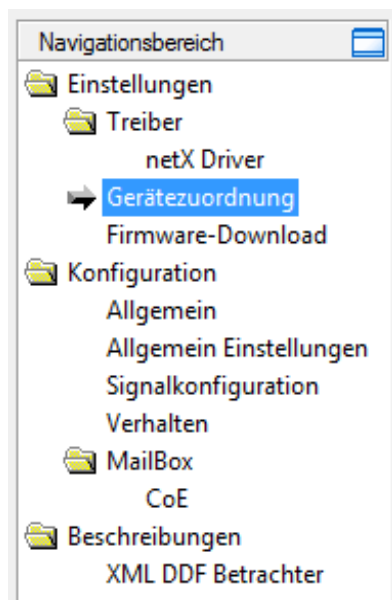 Navigationsbereich
Einstellungen
Treiber
netX Driver
Gerätezuordnung
Firmware-Download
Konfiguration
Allgemein
Allgemein Einstellungen
Signalkonfiguration
Verhalten
MailBox
CoE
Beschreibungen
XML DDF Betrachter